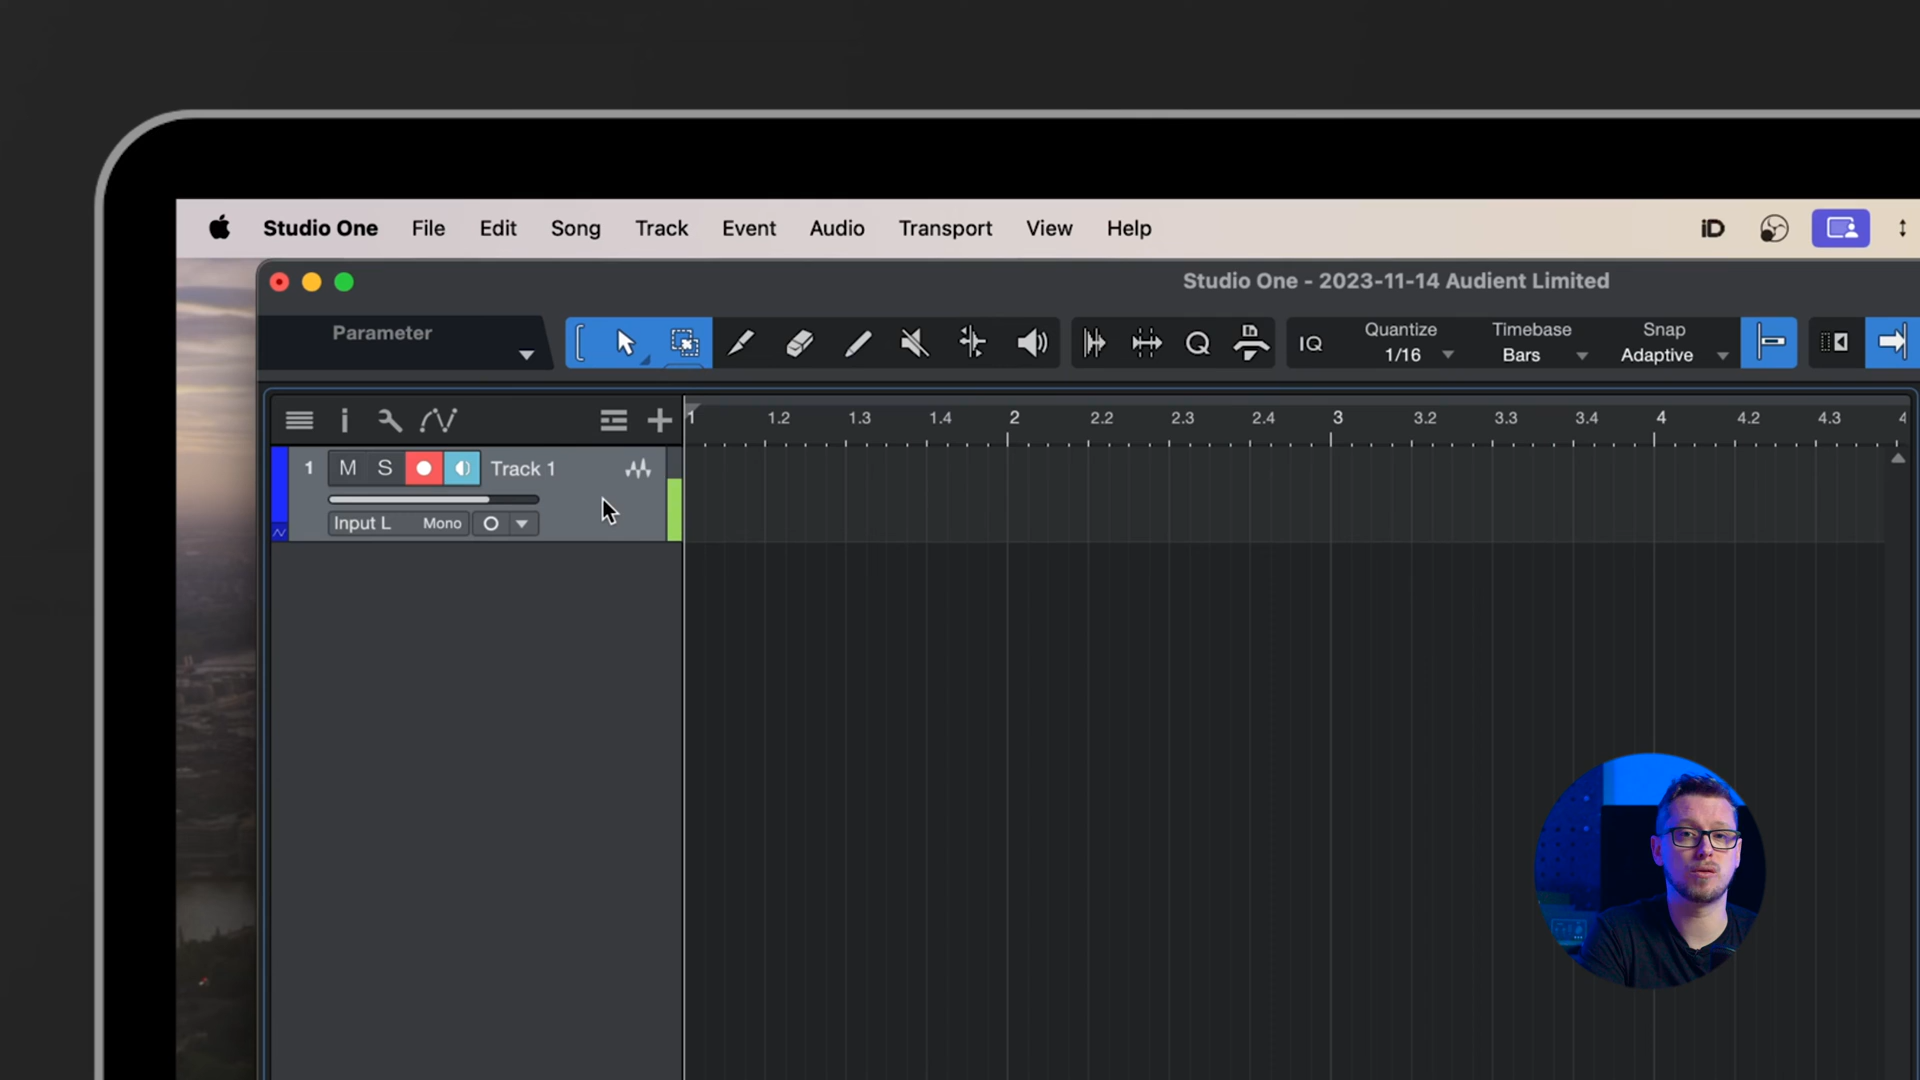 Studio One File Edit Song Track Event Audio Transport View Help iD
Studio One - 2023-11-14 Audient Limited
Parameter
IQ
Quantize
1/16
Timebase
Bars
Snap
Adaptive
Q
i
1 1.2 1.3 1.4 2 2.2 2.3 2.4 3 3.2 3.3 3.4 4 4.2 4.3 4
1 M S Track 1
Input L Mono